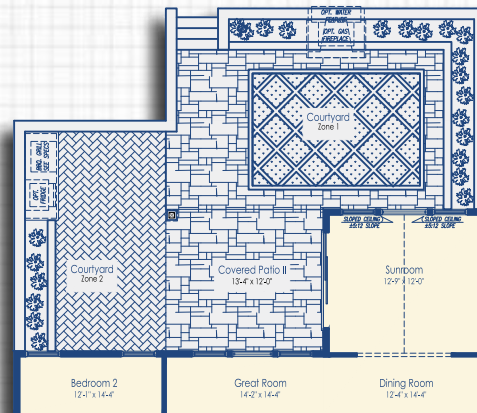 OPT. WATER
FEATURE
OPT. GAS
FIREPLACE
Courtyard
Zone 1
BBQ. GRILL
SEE SPECS
OPT.
FRIDGE
SLOPED CEILING
±5:12 SLOPE
SLOPED CEILING
±5:12 SLOPE
Courtyard
Zone 2
Covered Patio II
13'-4" x 12'-0"
Sunroom
12'-9" x 12'-0"
Bedroom 2
12'-1" x 14'-4"
Great Room
14'-2" x 14'-4"
Dining Room
12'-4" x 14'-4"